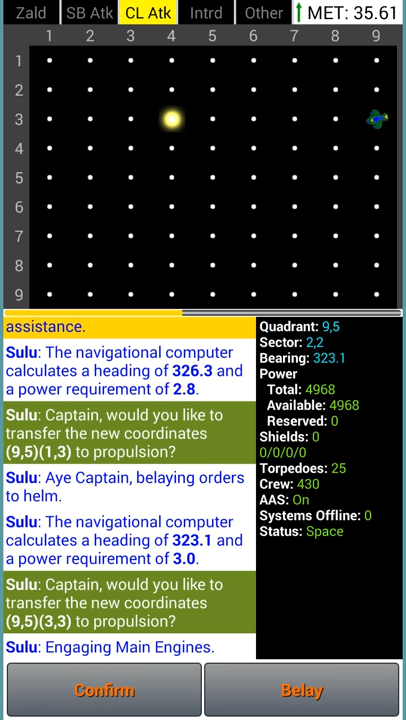 Zald SB Atk CL Atk Intrd Other MET: 35.61
1 2 3 4 5 6 7 8 9
1
2
3
4
5
6
7
8
9
assistance.
Sulu: The navigational computer
calculates a heading of 326.3 and
a power requirement of 2.8.
Sulu: Captain, would you like to
transfer the new coordinates
(9,5)(1,3) to propulsion?
Sulu: Aye Captain, belaying orders
to helm.
Sulu: The navigational computer
calculates a heading of 323.1 and
a power requirement of 3.0.
Sulu: Captain, would you like to
transfer the new coordinates
(9,5)(3,3) to propulsion?
Sulu: Engaging Main Engines.
Quadrant: 9,5
Sector: 2,2
Bearing: 323.1
Power
Total: 4968
Available: 4968
Reserved: 0
Shields: 0
0/0/0/0
Torpedoes: 25
Crew: 430
AAS: On
Systems Offline: 0
Status: Space
Confirm Belay